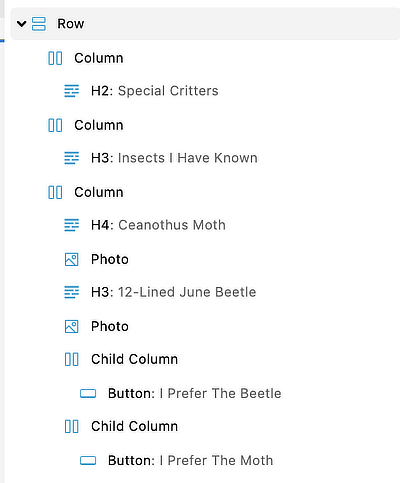 Row
Column
H2: Special Critters
Column
H3: Insects I Have Known
Column
H4: Ceanothus Moth
Photo
H3: 12-Lined June Beetle
Photo
Child Column
Button: I Prefer The Beetle
Child Column
Button: I Prefer The Moth